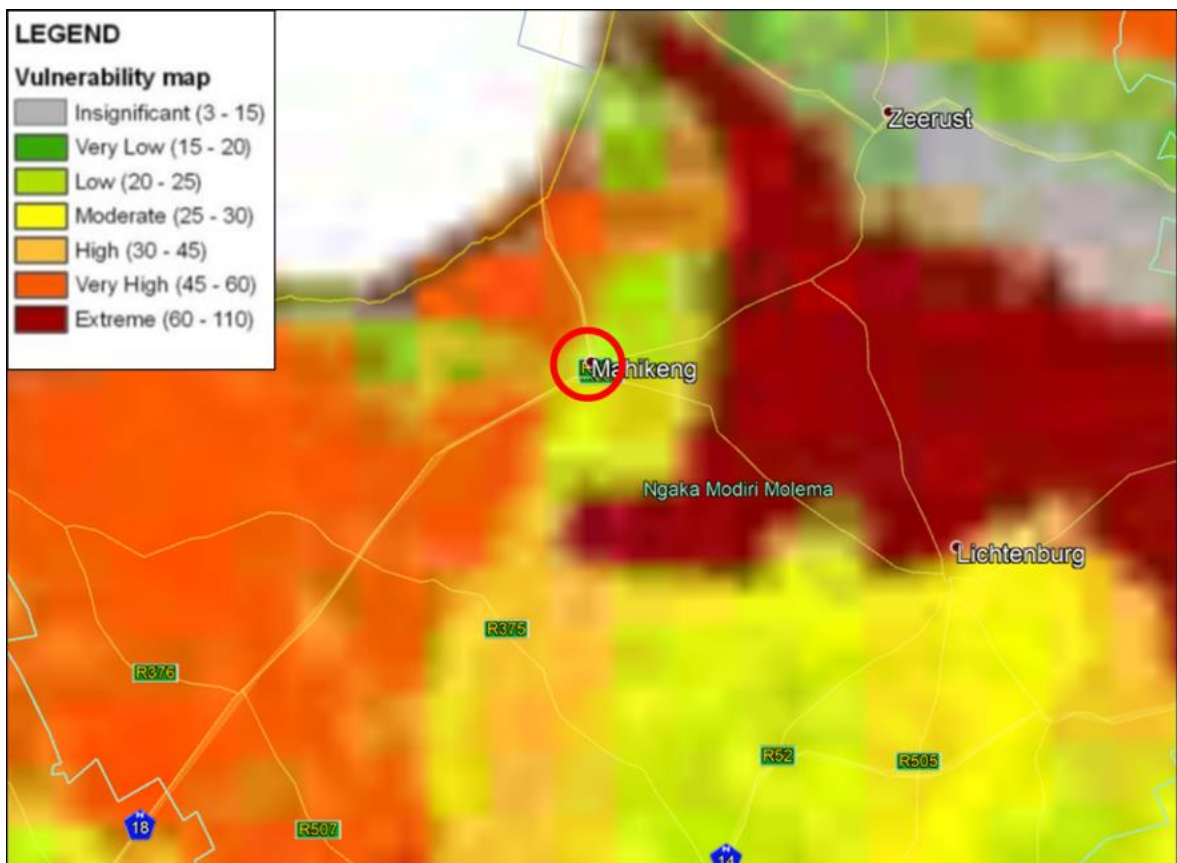 LEGEND
Vulnerability map
Insignificant (3 - 15)
Very Low (15 - 20)
Low (20 - 25)
Moderate (25 - 30)
High (30 - 45)
Very High (45 - 60)
Extreme (60 - 110)
Zeerust
Mahikeng
Ngaka Modiri Molema
Lichtenburg
R375
R376
R52
R505
N
18
R507
N
14